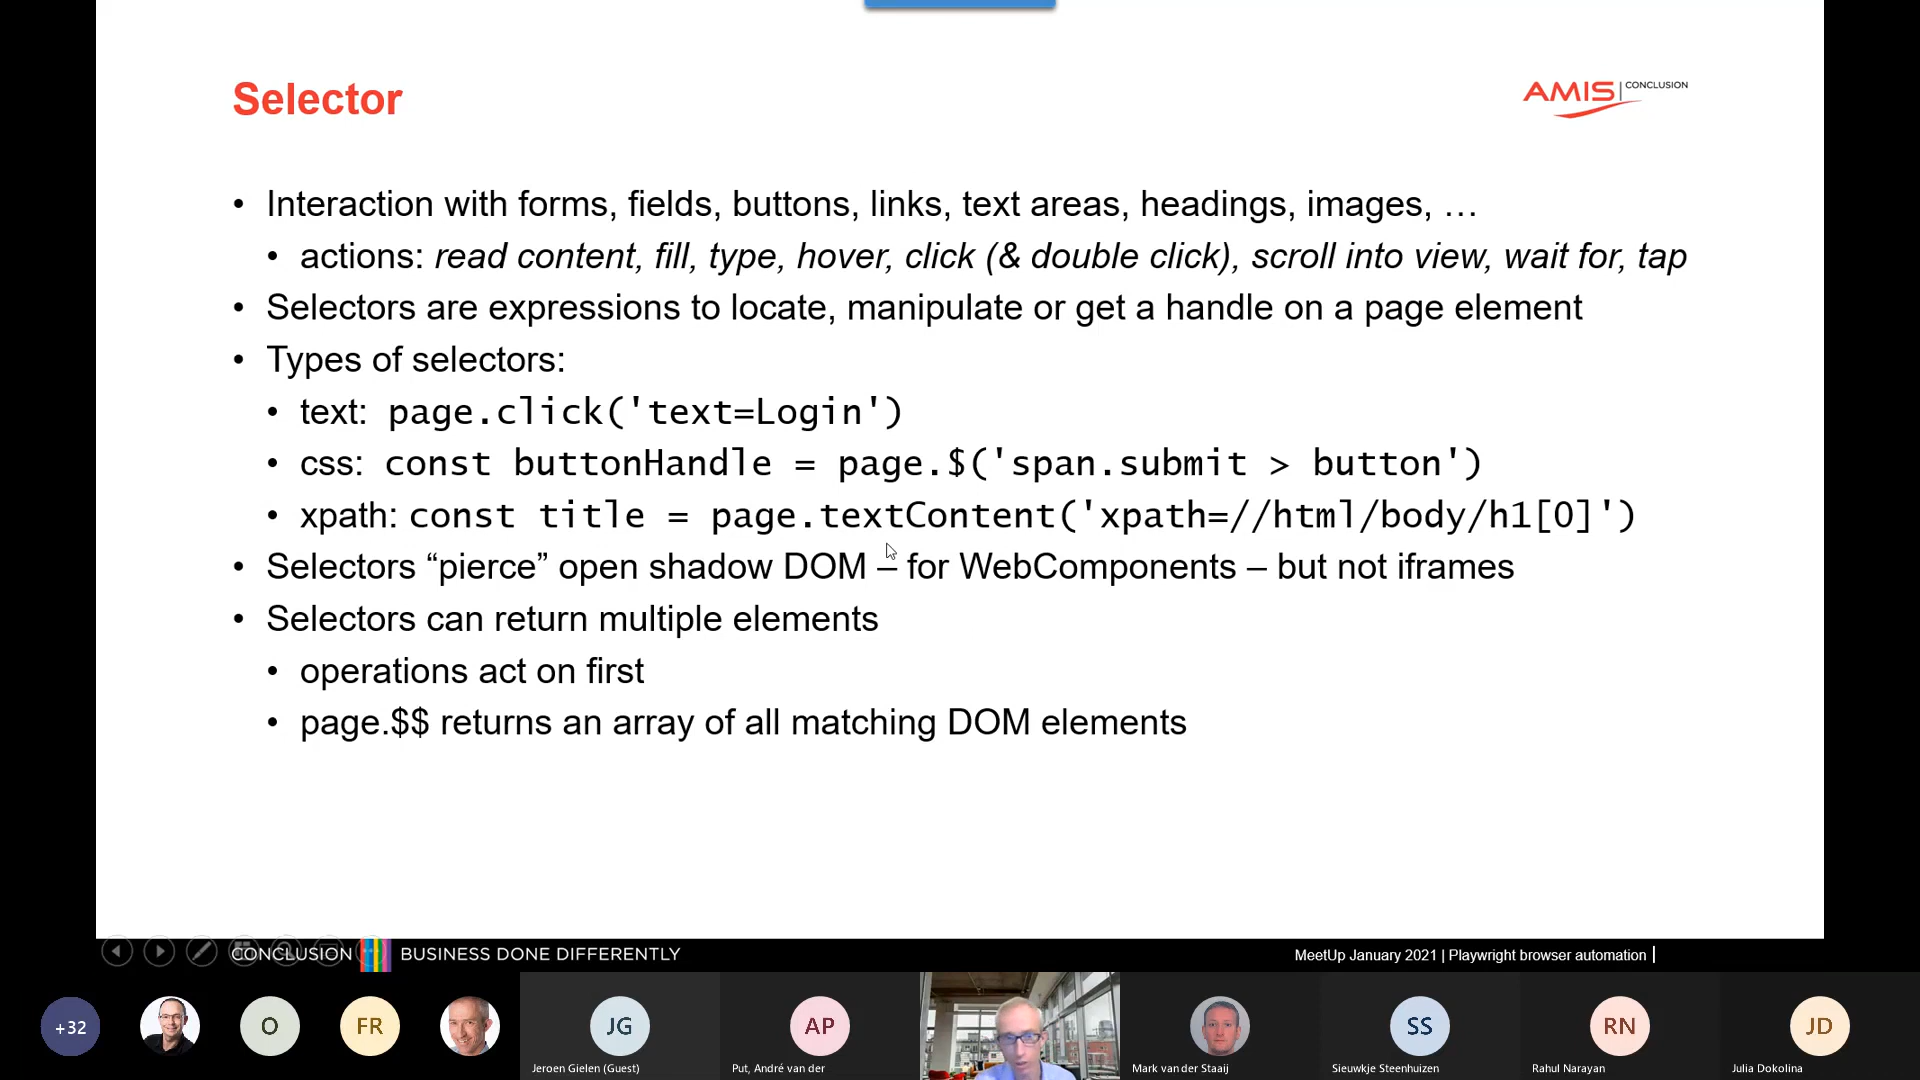 Selector
AMIS | CONCLUSION
• Interaction with forms, fields, buttons, links, text areas, headings, images, …
• actions: read content, fill, type, hover, click (& double click), scroll into view, wait for, tap
• Selectors are expressions to locate, manipulate or get a handle on a page element
• Types of selectors:
• text: page.click('text=Login')
• css: const buttonHandle = page.$('span.submit > button')
• xpath: const title = page.textContent('xpath=//html/body/h1[0]')
• Selectors “pierce” open shadow DOM – for WebComponents – but not iframes
• Selectors can return multiple elements
• operations act on first
• page.$$ returns an array of all matching DOM elements
CONCLUSION BUSINESS DONE DIFFERENTLY
MeetUp January 2021 | Playwright browser automation |
+32
O
FR
JG
AP
SS
RN
JD
Jeroen Gielen (Guest)
Put, André van der
Mark van der Staaij
Sieuwkje Steenhuizen
Rahul Narayan
Julia Dokolina